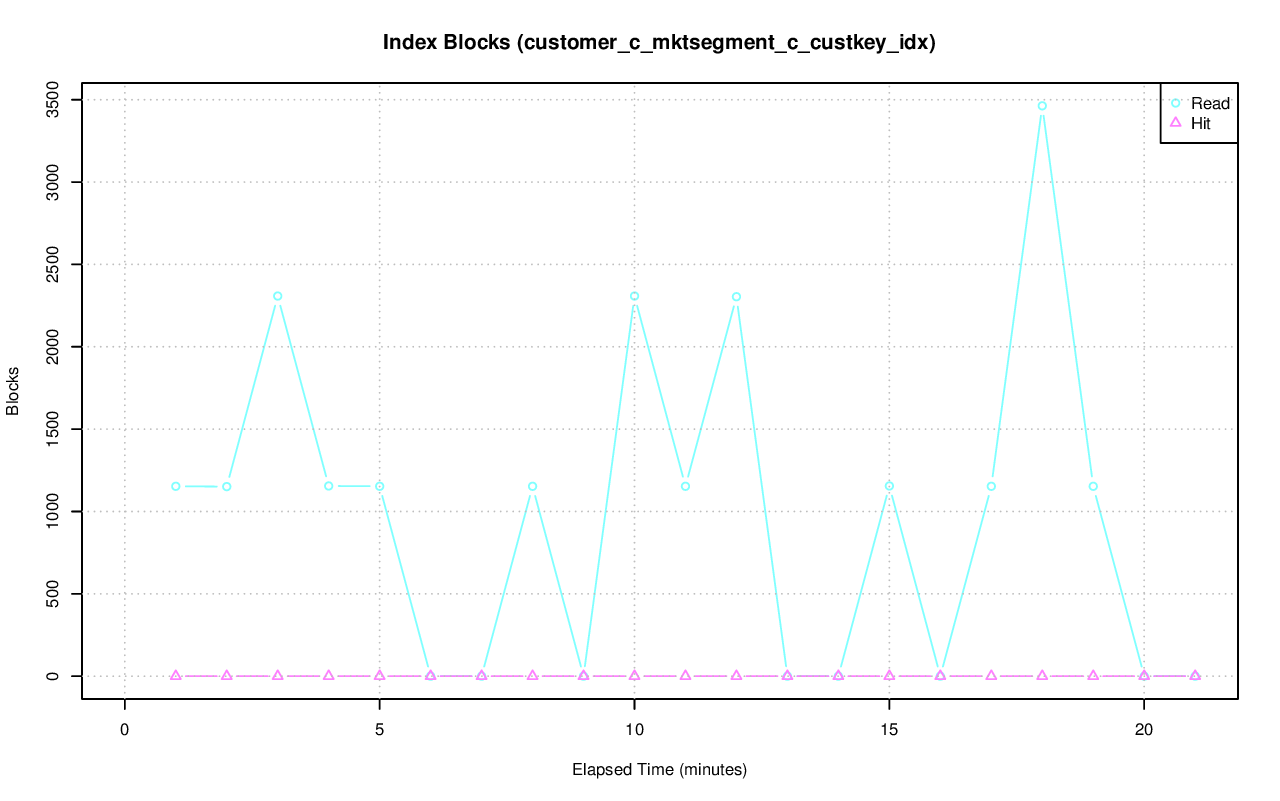 Index Blocks (customer_c_mktsegment_c_custkey_idx)
Read
Hit
Blocks
3500
3000
2500
2000
1500
1000
500
0
0 5 10 15 20
Elapsed Time (minutes)